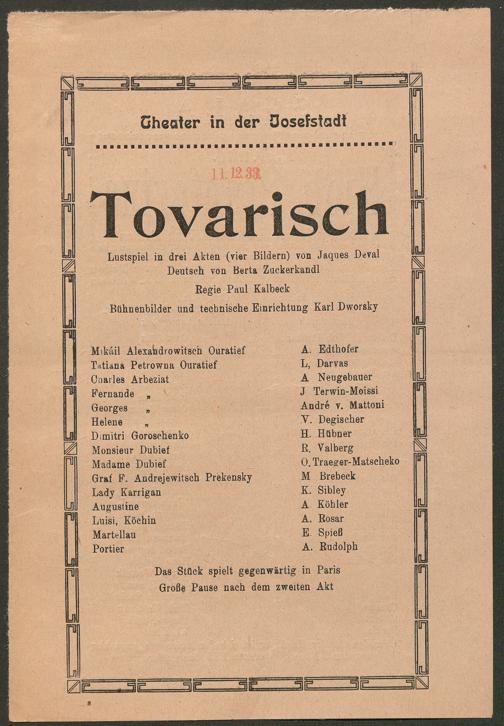 Theater in der Josefstadt
11.12.33.
Tovarisch
Lustspiel in drei Akten (vier Bildern) von Jaques Deval
Deutsch von Berta Zuckerkandl
Regie Paul Kalbeck
Bühnenbilder und technische Einrichtung Karl Dworsky
Mikáil Alexandrowitsch Ouratief A. Edthofer
Tatiana Petrowna Ouratief L, Darvas
Charles Arbeziat A Neugebauer
Fernande „ J Terwin-Moissi
Georges „ André v. Mattoni
Helene „ V. Degischer
Dimitri Goroschenko H. Hübner
Monsieur Dubief R. Valberg
Madame Dubief O. Traeger-Matscheko
Graf F. Andrejewitsch Prekensky M Brebeck
Lady Karrigan K. Sibley
Augustine A Köhler
Luisi, Köchin A. Rosar
Martellau E. Spieß
Portier A. Rudolph
Das Stück spielt gegenwärtig in Paris
Große Pause nach dem zweiten Akt